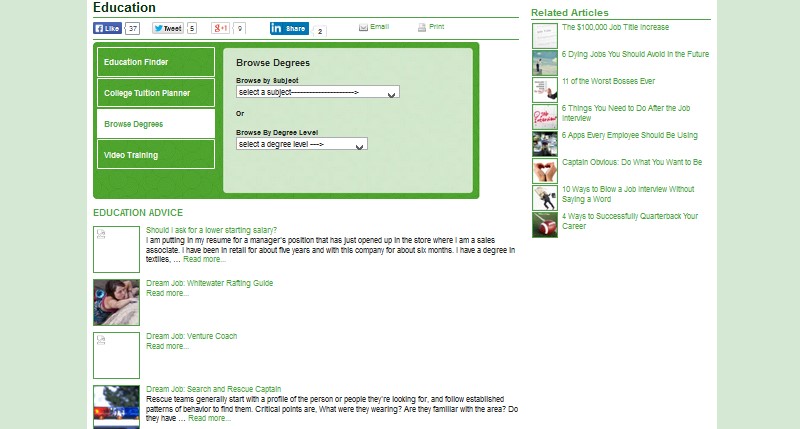 Education
Like 37 Tweet 5 +1 9 in Share 2 Email Print
Education Finder
College Tuition Planner
Browse Degrees
Video Training
Browse Degrees
Browse by Subject
select a subject----------------------->
Or
Browse By Degree Level
select a degree level ---->
EDUCATION ADVICE
Should I ask for a lower starting salary?
I am putting in my resume for a manager's position that has just opened up in the store where I am a sales
associate. I have been in retail for about five years and with this company for about six months. I have a degree in
textiles, ... Read more...
Dream Job: Whitewater Rafting Guide
Read more...
Dream Job: Venture Coach
Read more...
Dream Job: Search and Rescue Captain
Rescue teams generally start with a profile of the person or people they're looking for, and follow established
patterns of behavior to find them. Critical points are, What were they wearing? Are they familiar with the area? Do
they have ... Read more...
Related Articles
The $100,000 Job Title Increase
6 Dying Jobs You Should Avoid in the Future
11 of the Worst Bosses Ever
6 Things You Need to Do After the Job
Interview
6 Apps Every Employee Should Be Using
Captain Obvious: Do What You Want to Be
10 Ways to Blow a Job Interview Without
Saying a Word
4 Ways to Successfully Quarterback Your
Career